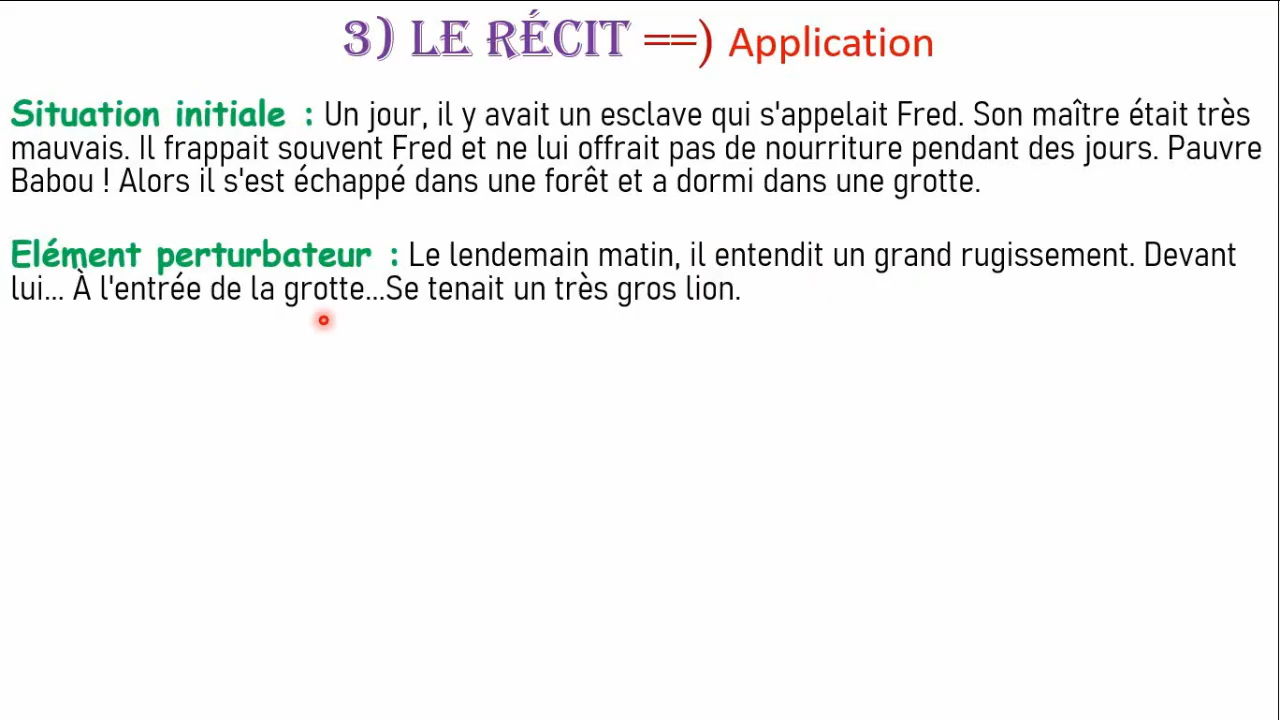 3) LE RÉCIT ==) Application
Situation initiale : Un jour, il y avait un esclave qui s'appelait Fred. Son maître était très
mauvais. Il frappait souvent Fred et ne lui offrait pas de nourriture pendant des jours. Pauvre
Babou ! Alors il s'est échappé dans une forêt et a dormi dans une grotte.
Elément perturbateur : Le lendemain matin, il entendit un grand rugissement. Devant
lui... À l'entrée de la grotte...Se tenait un très gros lion.